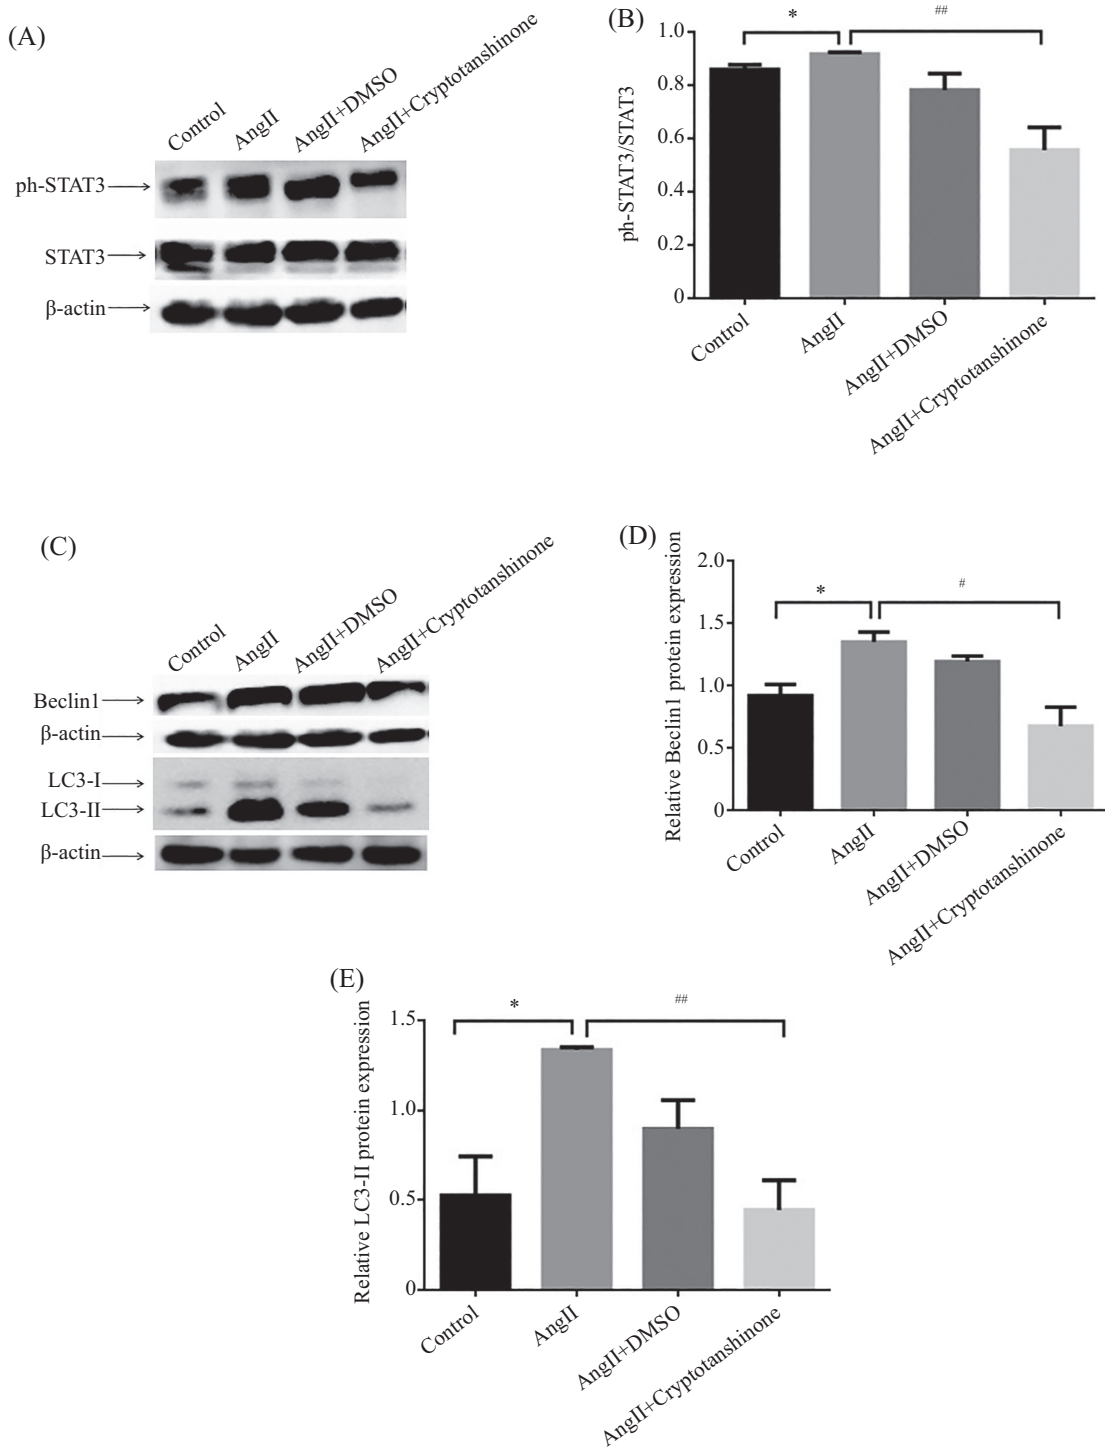 (A)
Control
AngII
AngII+DMSO
AngII+Cryptotanshinone
ph-STAT3
STAT3
β-actin
(B)
ph-STAT3/STAT3
1.0
0.8
0.6
0.4
0.2
0
*
##
Control
AngII
AngII+DMSO
AngII+Cryptotanshinone
(C)
Control
AngII
AngII+DMSO
AngII+Cryptotanshinone
Beclin1
β-actin
LC3-I
LC3-II
β-actin
(D)
Relative Beclin1 protein expression
2.0
1.5
1.0
0.5
0
*
#
Control
AngII
AngII+DMSO
AngII+Cryptotanshinone
(E)
Relative LC3-II protein expression
1.5
1.0
0.5
0
*
##
Control
AngII
AngII+DMSO
AngII+Cryptotanshinone